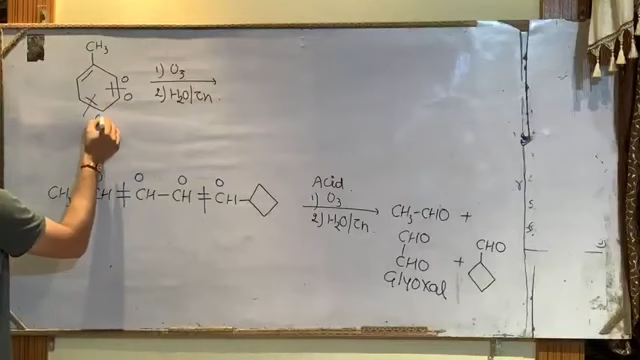 CH₃
O
O
1) O₃
2) H₂O/Zn
O O O O
CH₃ CH ‡ CH – CH ‡ CH –
Acid
1) O₃
2) H₂O/Zn
CH₃–CHO +
CHO
CHO
Glyoxal
+
CHO